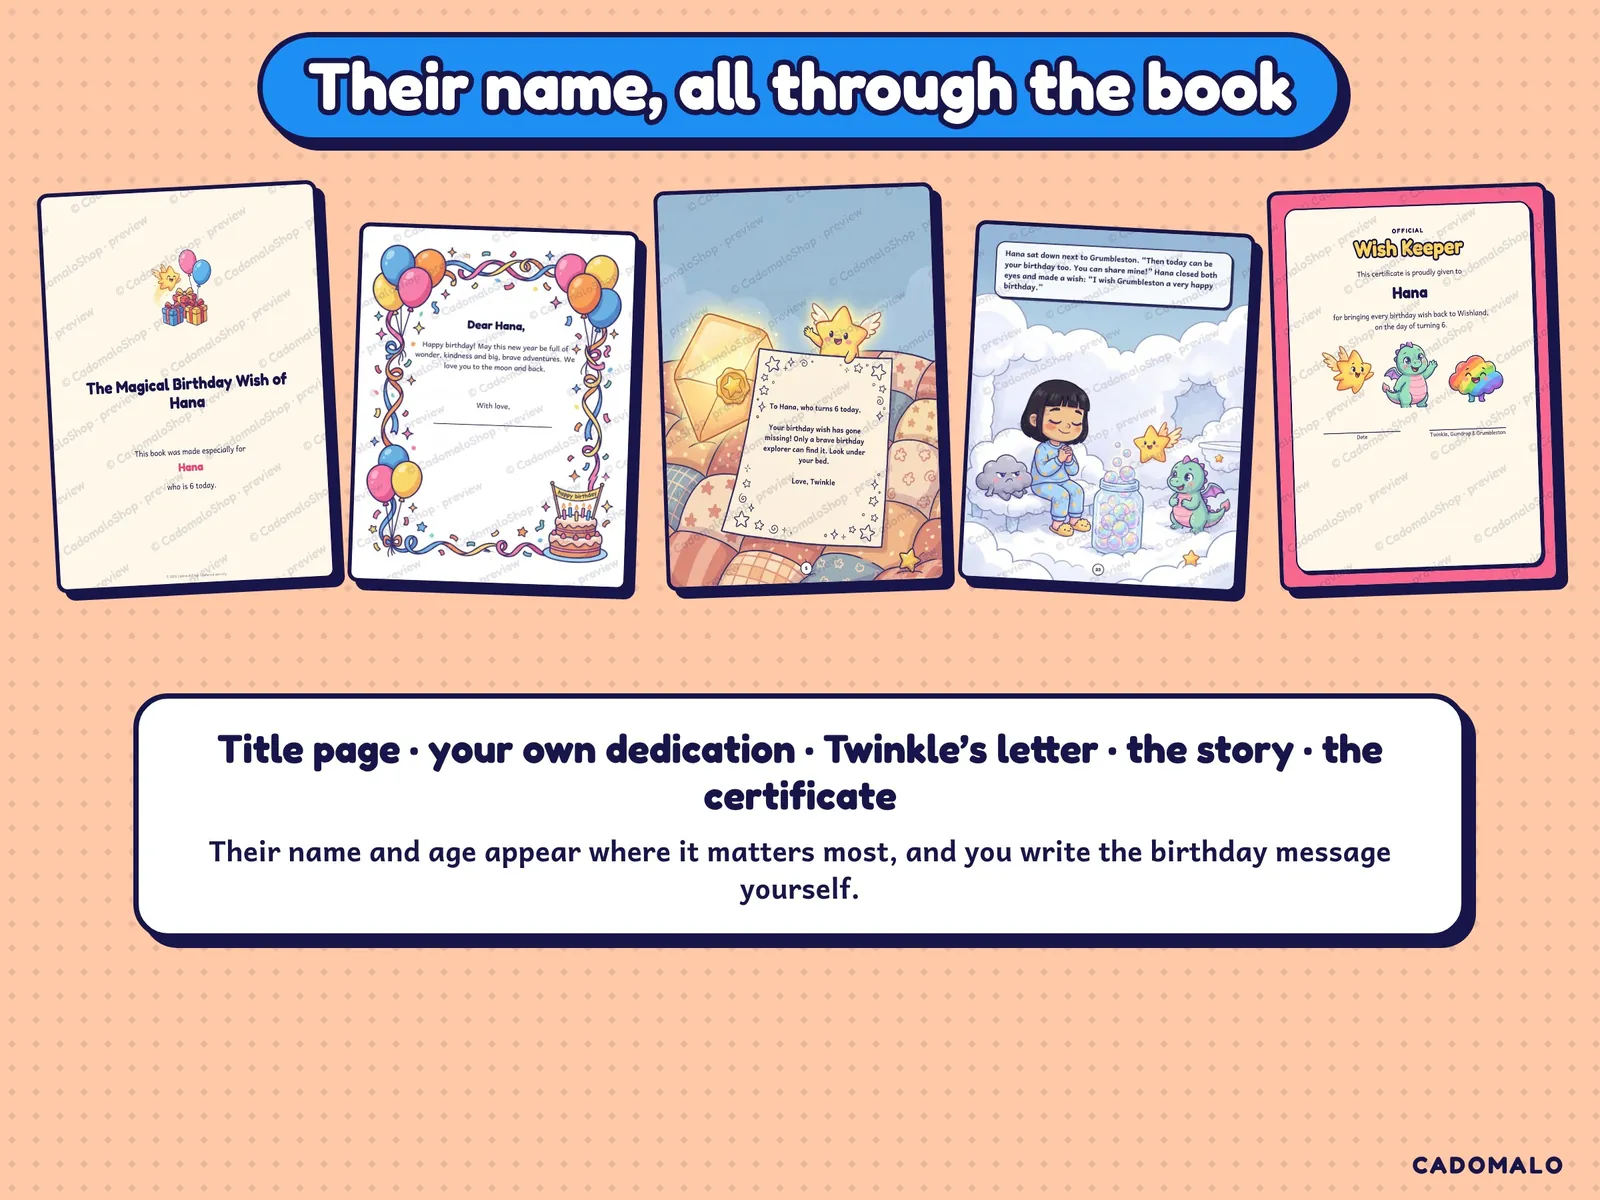 Their name, all through the book
The Magical Birthday Wish of
Hana
This book was made especially for
Hana
who is 6 today.
Dear Hana,
Happy birthday! May this new year be full of
wonder, kindness and big, brave adventures. We
love you to the moon and back.
With love,
happy birthday
To Hana, who turns 6 today.
Your birthday wish has gone
missing! Only a brave birthday
explorer can find it. Look under
your bed.
Love, Twinkle
5
Hana sat down next to Grumbleston. "Then today can be
your birthday too. You can share mine!" Hana closed both
eyes and made a wish: "I wish Grumbleston a very happy
birthday."
23
OFFICIAL
Wish Keeper
This certificate is proudly given to
Hana
for bringing every birthday wish back to Wishland,
on the day of turning 6.
Date
Twinkle, Gumdrop & Grumbleston
© CadomaloShop · preview
Title page · your own dedication · Twinkle’s letter · the story · the
certificate
Their name and age appear where it matters most, and you write the birthday message
yourself.
CADOMALO